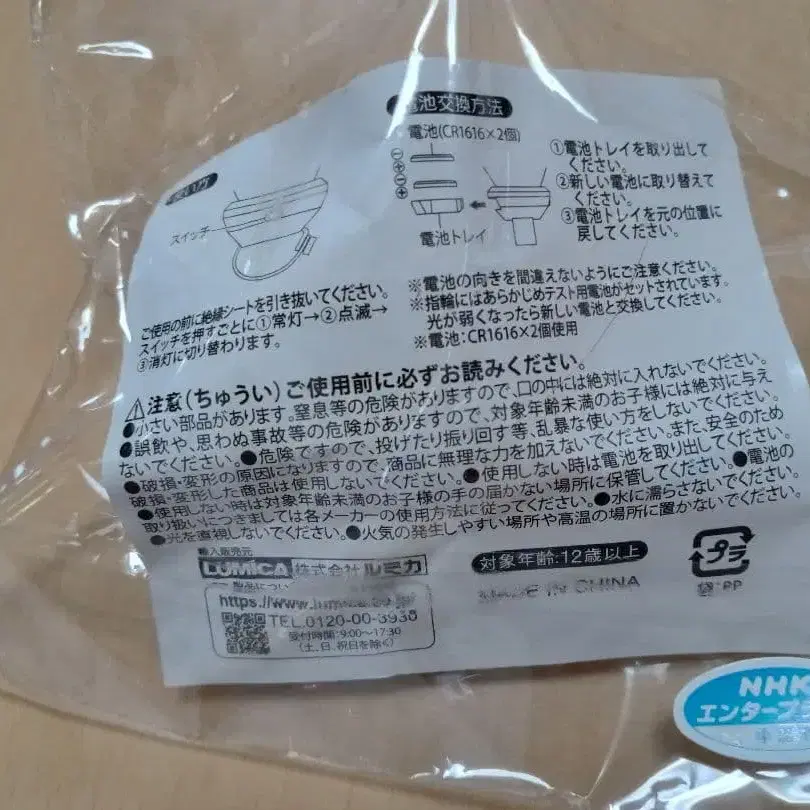 電池交換方法
電池(CR1616×2個)
①電池トレイを取り出して
ください。
②新しい電池に取り替えて
ください。
③電池トレイを元の位置に
戻してください。
電池トレイ
使い方
スイッチ
ご使用の前に絶縁シートを引き抜いてください。
スイッチを押すごとに①常灯→②点滅→
③消灯に切り替わります。
※電池の向きを間違えないようにご注意ください。
※指輪にはあらかじめテスト用電池がセットされています。
光が弱くなったら新しい電池と交換してください。
※電池:CR1616×2個使用
⚠注意(ちゅうい)ご使用前に必ずお読みください。
●小さい部品があります。窒息等の危険がありますので、口の中には絶対に入れないでください。
●誤飲や、思わぬ事故等の危険がありますので、対象年齢未満のお子様には絶対に与え
ないでください。●危険ですので、投げたり振り回す等、乱暴な使い方をしないでください。
●破損・変形の原因になりますので、商品に無理な力を加えないでください。また、安全のため
破損・変形した商品は使用しないでください。●使用しない時は電池を取り出してください。
●使用しない時は対象年齢未満のお子様の手の届かない場所に保管してください。●電池の
取り扱いにつきましては各メーカーの使用方法に従ってください。●水に濡らさないでください。
●光を直視しないでください。●火気の発生しやすい場所や高温の場所に置かないでください。
LUMICA 株式会社ルミカ
https://www.lumica.co.jp/
TEL.0120-00-3930
受付時間:9:00〜17:30
(土、日、祝日を除く)
対象年齢:12歳以上
MADE IN CHINA
プラ
袋:PP
NHK
エンター